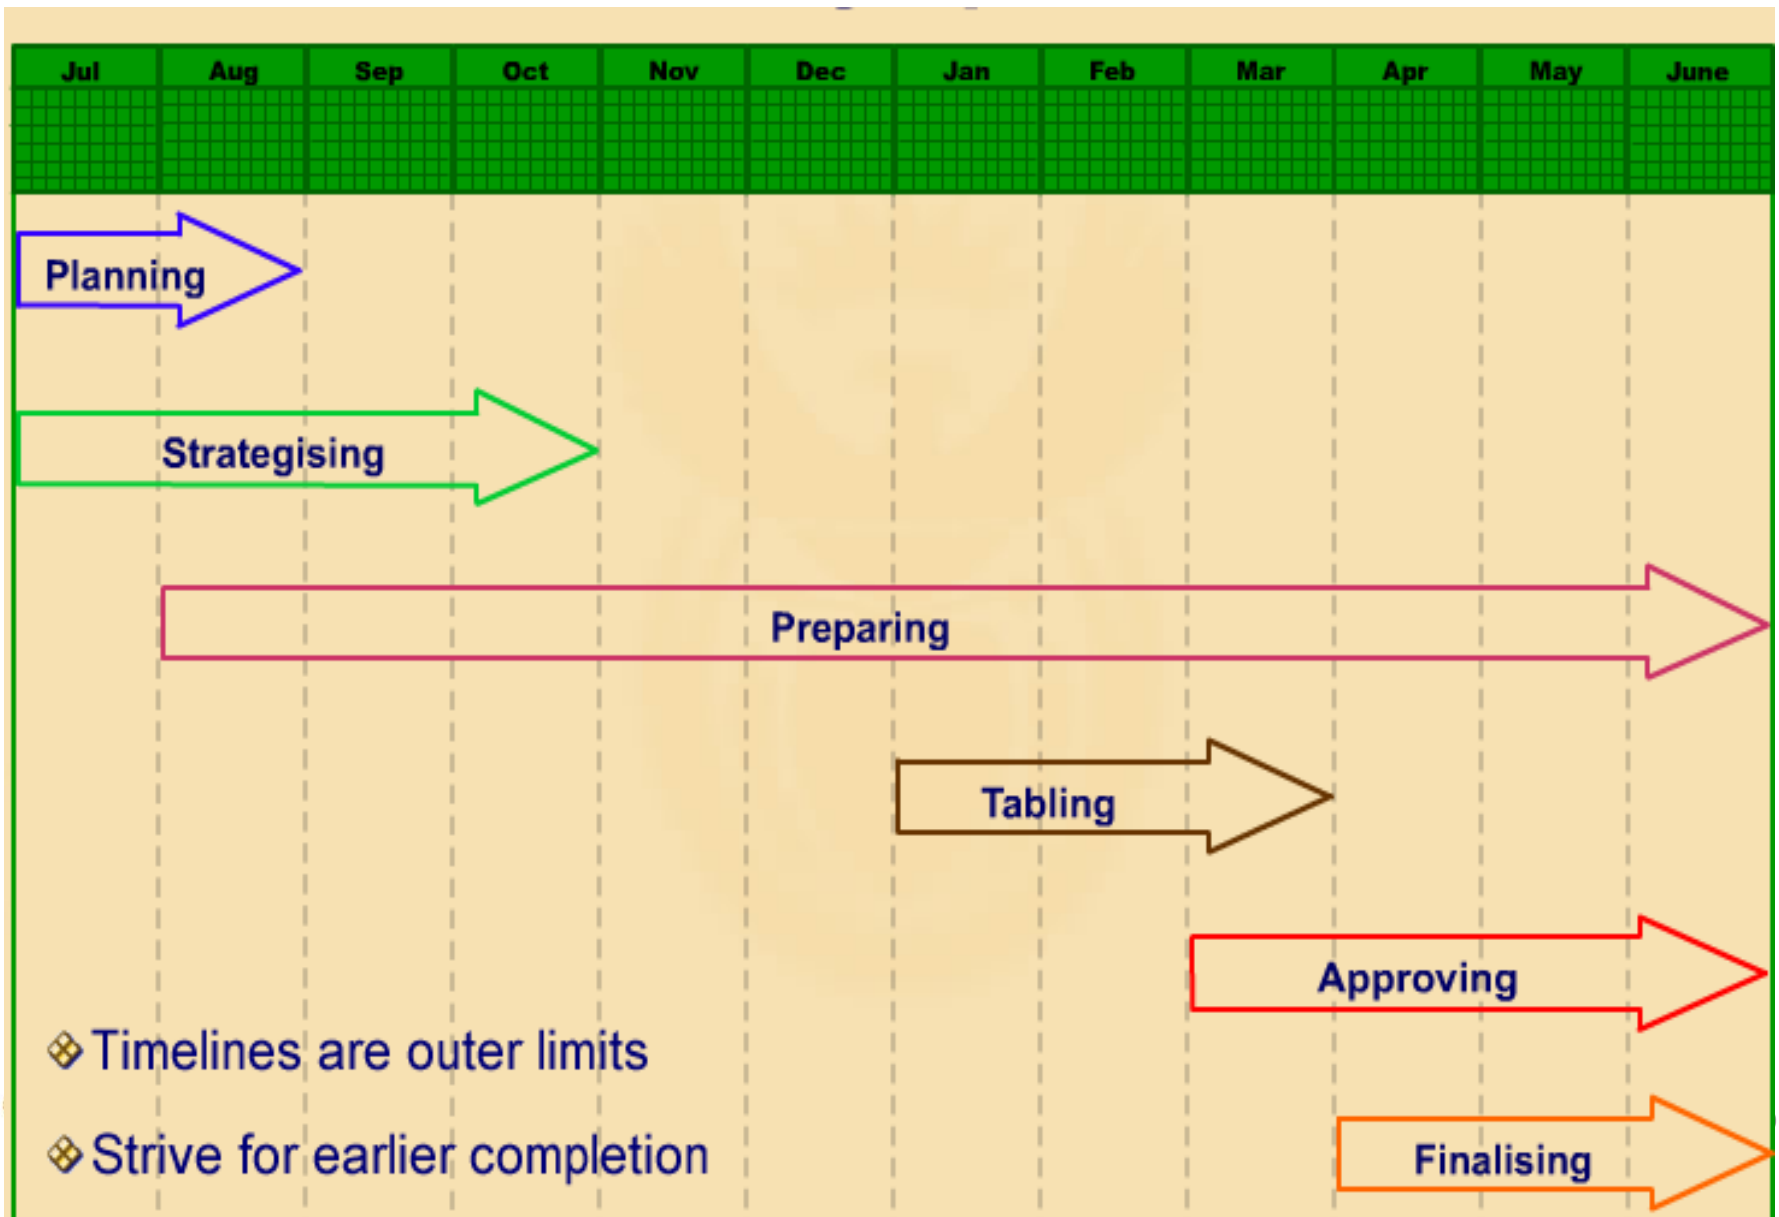 Jul Aug Sep Oct Nov Dec Jan Feb Mar Apr May June
Planning
Strategising
Preparing
Tabling
Approving
Timelines are outer limits
Strive for earlier completion
Finalising